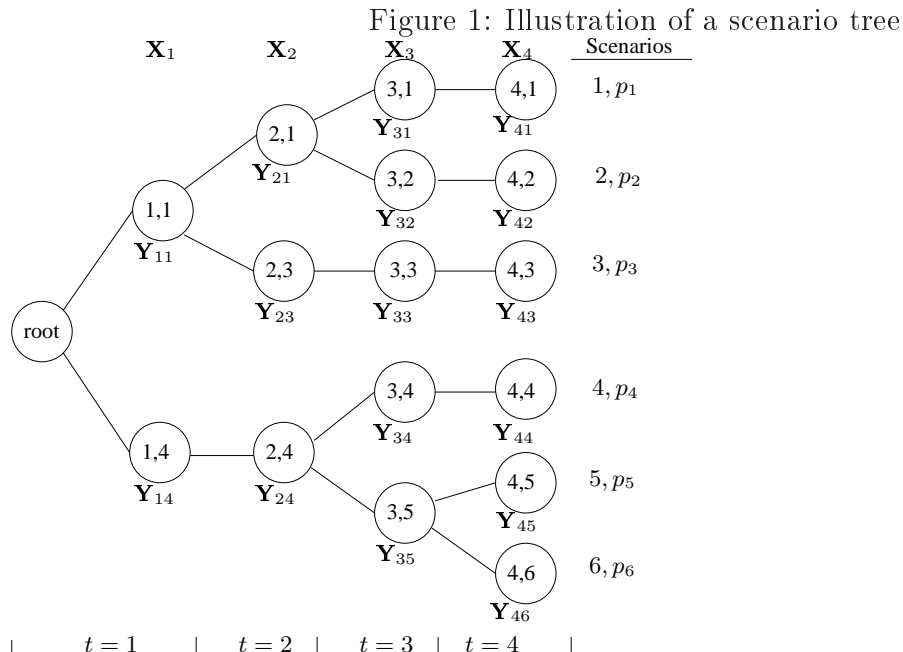 Figure 1: Illustration of a scenario tree
X₁ X₂ X₃ X₄ Scenarios
3,1 4,1 1, p₁
Y₃₁ Y₄₁
2,1
Y₂₁
3,2 4,2 2, p₂
Y₃₂ Y₄₂
1,1
Y₁₁
2,3 3,3 4,3 3, p₃
Y₂₃ Y₃₃ Y₄₃
root
3,4 4,4 4, p₄
Y₃₄ Y₄₄
1,4 2,4
Y₁₄ Y₂₄
4,5 5, p₅
Y₄₅
3,5
Y₃₅
4,6 6, p₆
Y₄₆
t = 1 t = 2 t = 3 t = 4